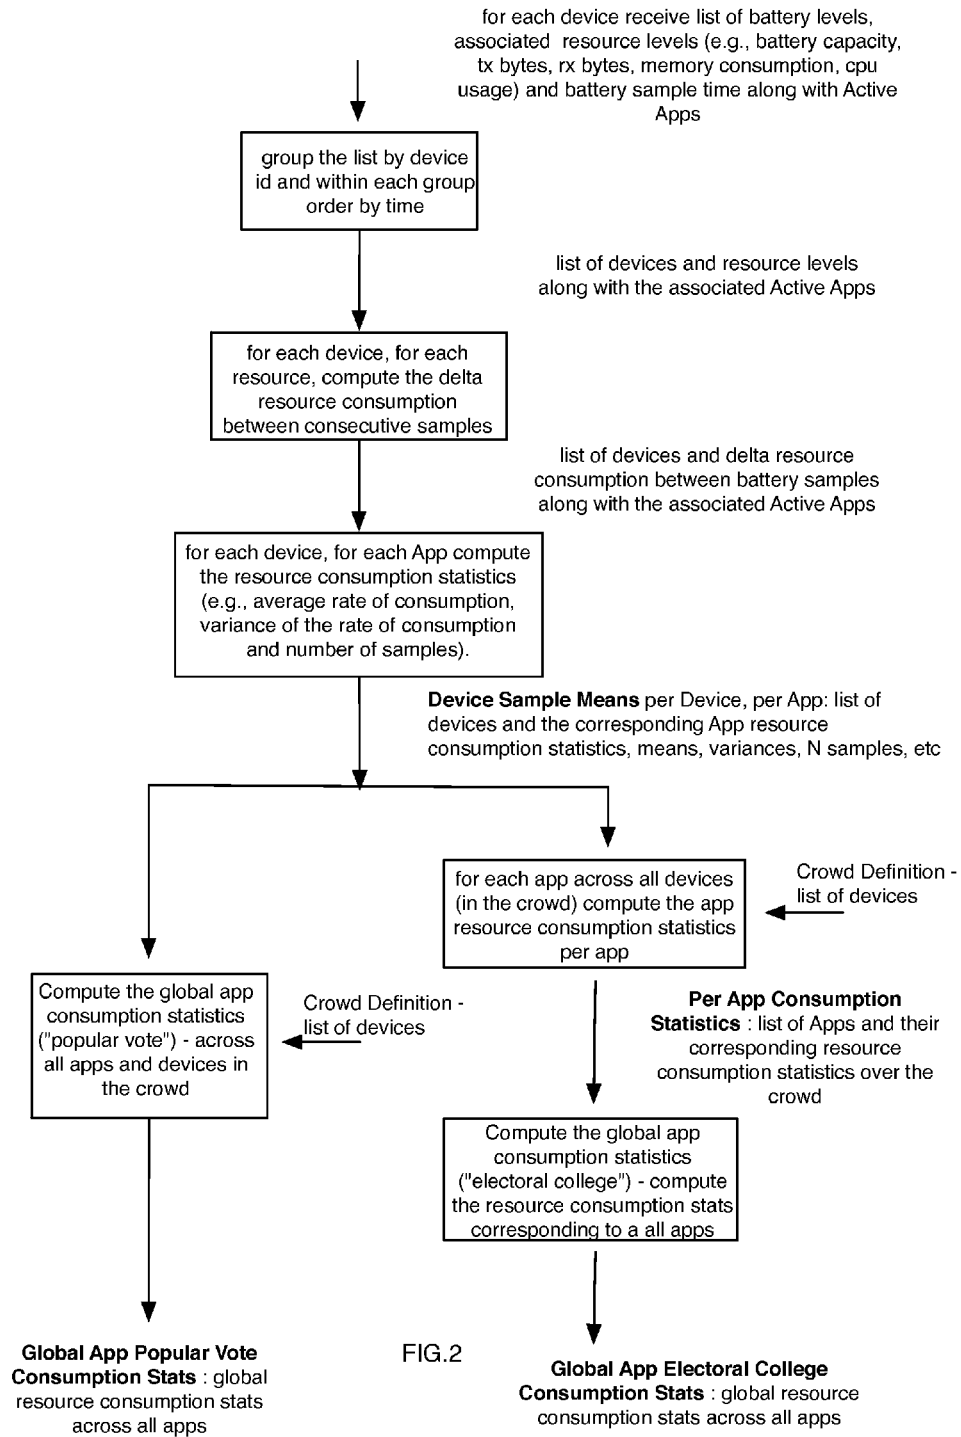 for each device receive list of battery levels,
associated resource levels (e.g., battery capacity,
tx bytes, rx bytes, memory consumption, cpu
usage) and battery sample time along with Active
Apps
group the list by device
id and within each group
order by time
list of devices and resource levels
along with the associated Active Apps
for each device, for each
resource, compute the delta
resource consumption
between consecutive samples
list of devices and delta resource
consumption between battery samples
along with the associated Active Apps
for each device, for each App compute
the resource consumption statistics
(e.g., average rate of consumption,
variance of the rate of consumption
and number of samples).
Device Sample Means per Device, per App: list of
devices and the corresponding App resource
consumption statistics, means, variances, N samples, etc
for each app across all devices
(in the crowd) compute the app
resource consumption statistics
per app
Crowd Definition -
list of devices
Compute the global app
consumption statistics
("popular vote") - across
all apps and devices in
the crowd
Crowd Definition -
list of devices
Per App Consumption
Statistics : list of Apps and their
corresponding resource
consumption statistics over the
crowd
Compute the global app
consumption statistics
("electoral college") - compute
the resource consumption stats
corresponding to a all apps
Global App Popular Vote
Consumption Stats : global
resource consumption stats
across all apps
FIG.2
Global App Electoral College
Consumption Stats : global resource
consumption stats across all apps